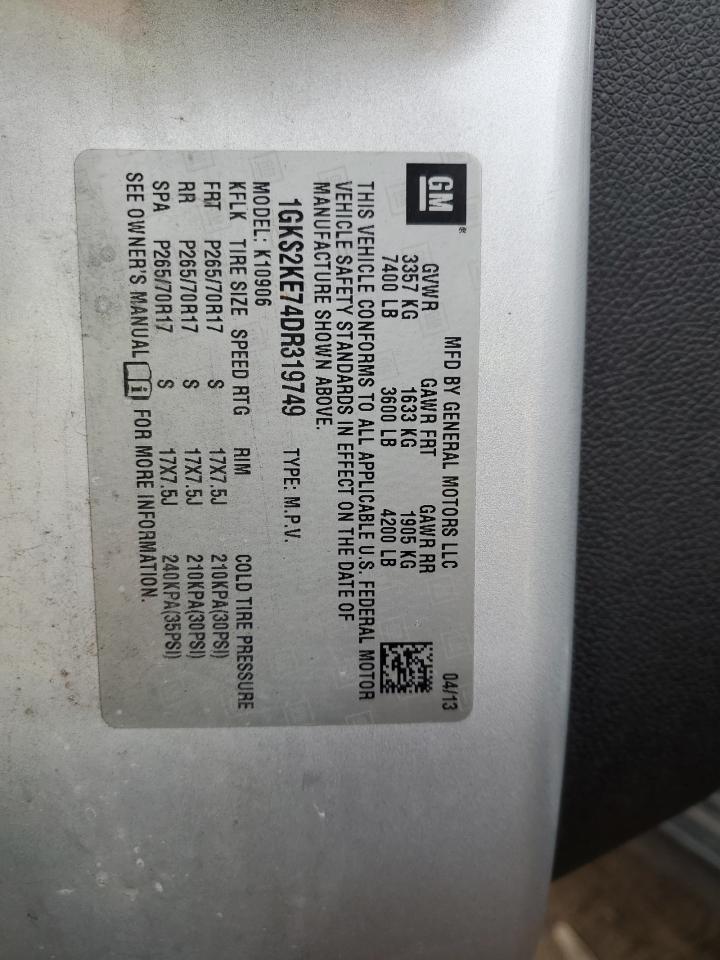 GM®
MFD BY GENERAL MOTORS LLC 04/13
GVWR GAWR FRT GAWR RR
3357 KG 1633 KG 1905 KG
7400 LB 3600 LB 4200 LB
THIS VEHICLE CONFORMS TO ALL APPLICABLE U.S. FEDERAL MOTOR
VEHICLE SAFETY STANDARDS IN EFFECT ON THE DATE OF
MANUFACTURE SHOWN ABOVE.
1GKS2KE74DR319749 TYPE: M.P.V.
MODEL: K10906
KFLK TIRE SIZE SPEED RTG RIM COLD TIRE PRESSURE
FRT P265/70R17 S 17X7.5J 210KPA(30PSI)
RR P265/70R17 S 17X7.5J 210KPA(30PSI)
SPA P265/70R17 S 17X7.5J 240KPA(35PSI)
SEE OWNER'S MANUAL i FOR MORE INFORMATION.